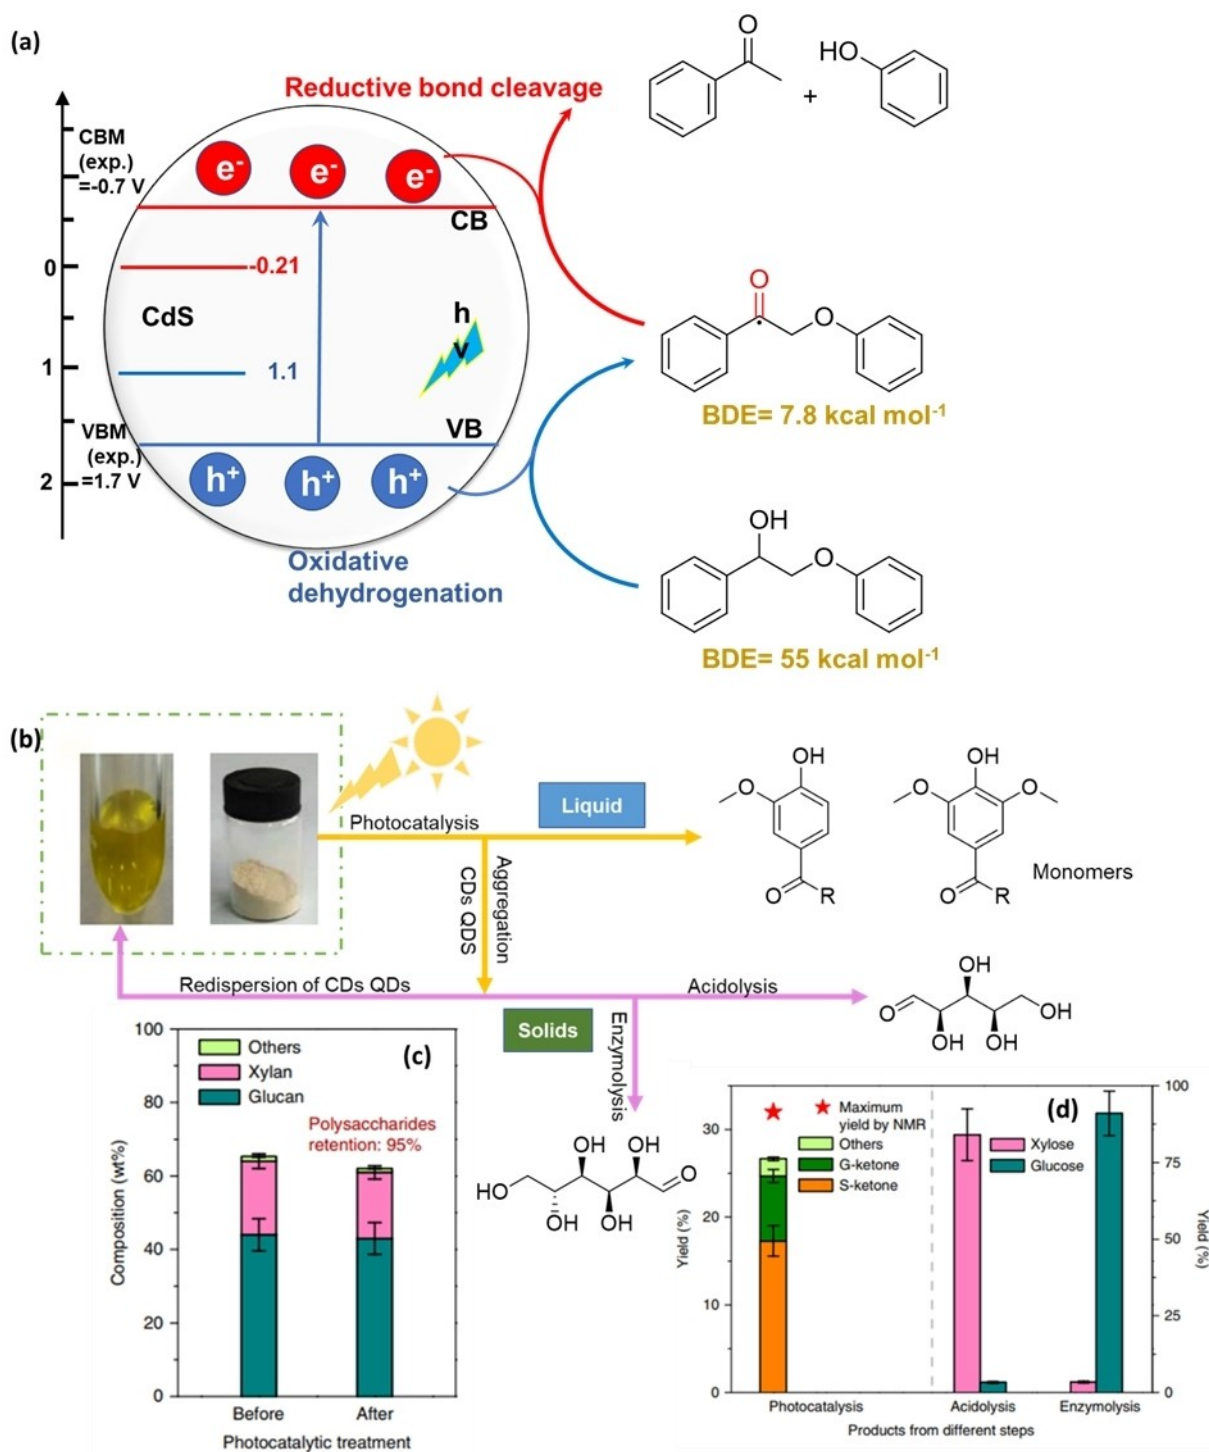 (a)
Reductive bond cleavage
O
HO
+
CBM
(exp.)
=-0.7 V
e-
e-
e-
CB
0
-0.21
CdS
h
v
O
O
1
1.1
BDE= 7.8 kcal mol-1
VBM
(exp.)
=1.7 V
VB
2
h+
h+
h+
OH
O
Oxidative
dehydrogenation
BDE= 55 kcal mol-1
(b)
Photocatalysis
Liquid
OH
O
O
R
OH
O
O
O
R
Monomers
Aggregation
CDs QDS
Redispersion of CDs QDs
Solids
Acidolysis
Enzymolysis
O
OH
OH
OH
OH
OH
OH
HO
OH
OH
OH
O
(c)
100
80
60
40
20
0
Composition (wt%)
Others
Xylan
Glucan
Polysaccharides
retention: 95%
Before
After
Photocatalytic treatment
(d)
30
20
10
0
Yield (%)
Maximum
yield by NMR
Others
G-ketone
S-ketone
Xylose
Glucose
100
75
50
25
0
Yield (%)
Photocatalysis
Acidolysis
Enzymolysis
Products from different steps